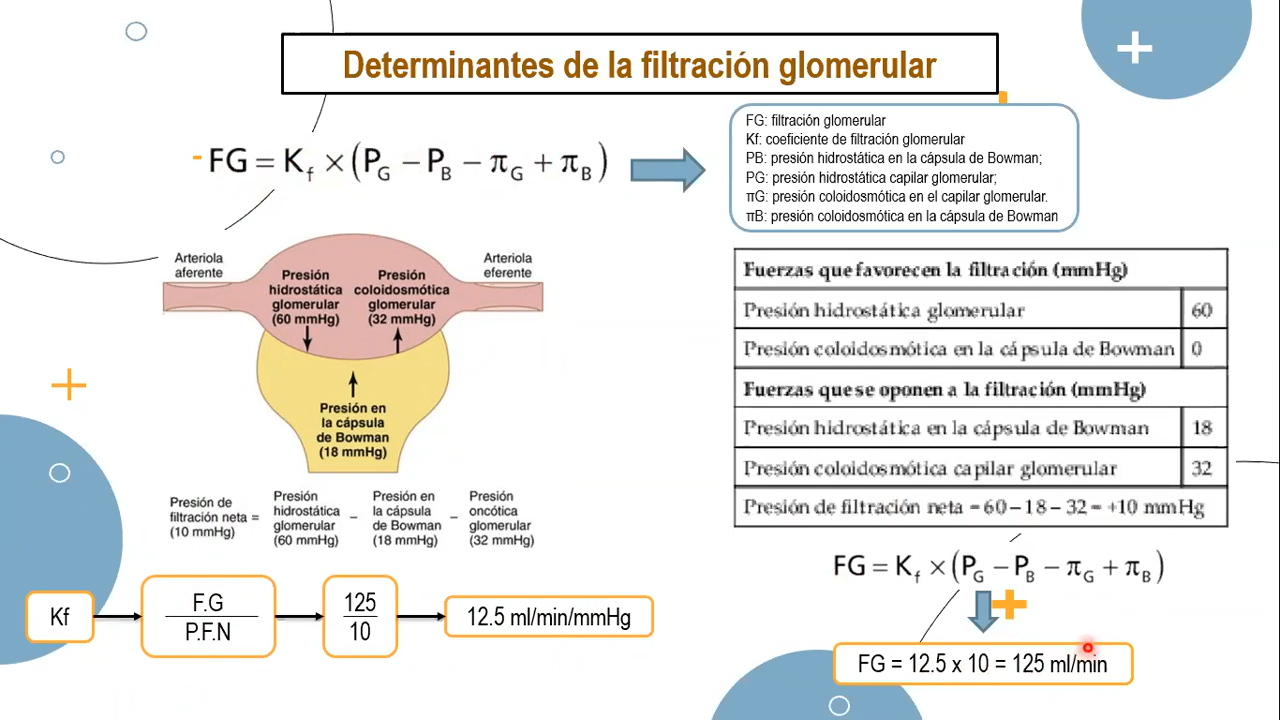 Determinantes de la filtración glomerular
FG = Kf × (PG − PB − πG + πB)
FG: filtración glomerular
Kf: coeficiente de filtración glomerular
PB: presión hidrostática en la cápsula de Bowman;
PG: presión hidrostática capilar glomerular;
πG: presión coloidosmótica en el capilar glomerular.
πB: presión coloidosmótica en la cápsula de Bowman
Arteriola
aferente
Arteriola
eferente
Presión
hidrostática
glomerular
(60 mmHg)
Presión
coloidosmótica
glomerular
(32 mmHg)
Presión en
la cápsula
de Bowman
(18 mmHg)
Presión de
filtración neta =
(10 mmHg)
Presión
hidrostática
glomerular −
(60 mmHg)
Presión en
la cápsula
de Bowman −
(18 mmHg)
Presión
oncótica
glomerular
(32 mmHg)
Fuerzas que favorecen la filtración (mmHg)
Presión hidrostática glomerular 60
Presión coloidosmótica en la cápsula de Bowman 0
Fuerzas que se oponen a la filtración (mmHg)
Presión hidrostática en la cápsula de Bowman 18
Presión coloidosmótica capilar glomerular 32
Presión de filtración neta = 60 – 18 – 32 = +10 mmHg
Kf
F.G
P.F.N
125
10
12.5 ml/min/mmHg
FG = Kf × (PG − PB − πG + πB)
FG = 12.5 x 10 = 125 ml/min